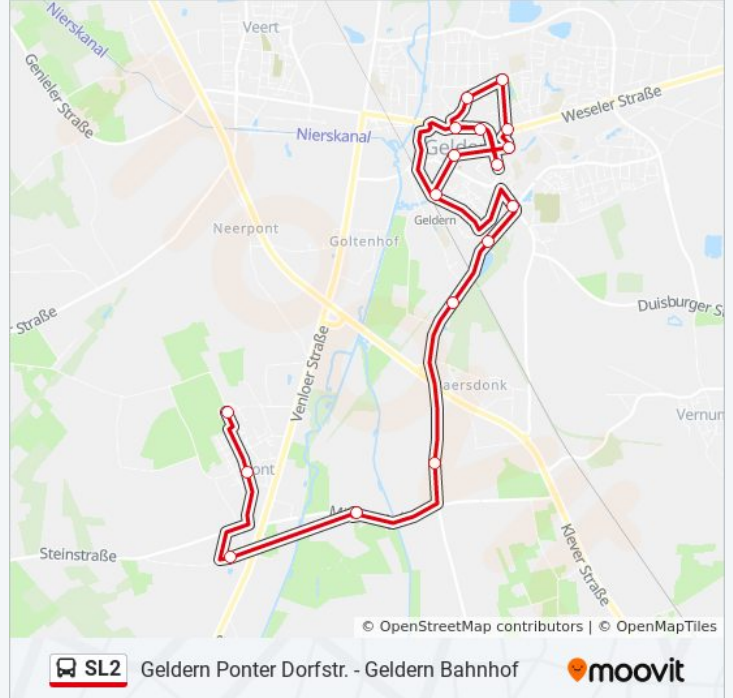 Nierskanal
Veert
Genieler Straße
Weseler Straße
Nierskanal
Geldern
Neerpont
Goltenhof
Duisburger S
r Straße
Venloer Straße
aersdonk
Vernum
ont
Steinstraße
Klever Straße
© OpenStreetMap contributors | © OpenMapTiles
SL2 Geldern Ponter Dorfstr. - Geldern Bahnhof
moovit